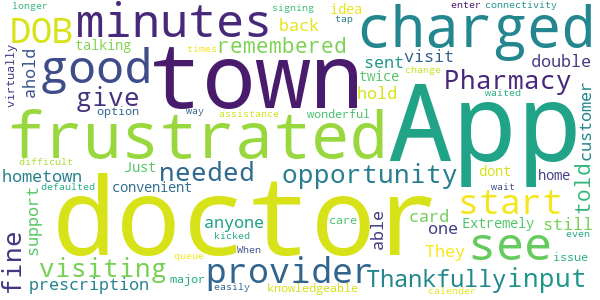 longer
signing
enter
connectivity
DOB
minutes
charged
idea
tap
talking
back
remembered
sent
visit
double
virtually
good
town
ahold
twice
Pharmacy
customer
give
hold
option
way
assistance
wonderful
times
change
waited
frustrated
App
Just
difficult
needed
opportunity
dont
home
told
hometown
convenient
doctor
defaulted
start
support
anyone
able
card
one
Extremely
still
fine
care
wait
kicked
When
They
see
even
visiting
issue
queue
provider
Thankfully
input
prescription
major
easily
knowledgeable
calender